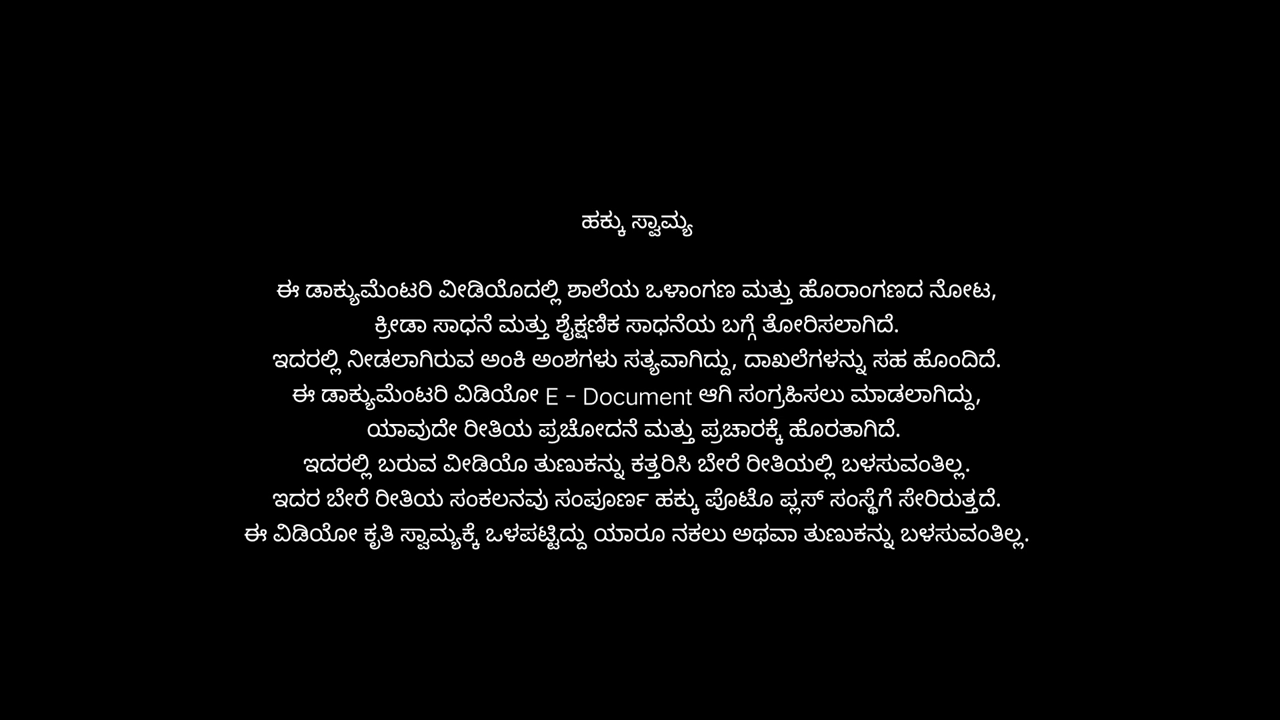 ಹಕ್ಕು ಸ್ವಾಮ್ಯ
ಈ ಡಾಕ್ಯುಮೆಂಟರಿ ವೀಡಿಯೊದಲ್ಲಿ ಶಾಲೆಯ ಒಳಾಂಗಣ ಮತ್ತು ಹೊರಾಂಗಣದ ನೋಟ,
ಕ್ರೀಡಾ ಸಾಧನೆ ಮತ್ತು ಶೈಕ್ಷಣಿಕ ಸಾಧನೆಯ ಬಗ್ಗೆ ತೋರಿಸಲಾಗಿದೆ.
ಇದರಲ್ಲಿ ನೀಡಲಾಗಿರುವ ಅಂಕಿ ಅಂಶಗಳು ಸತ್ಯವಾಗಿದ್ದು, ದಾಖಲೆಗಳನ್ನು ಸಹ ಹೊಂದಿದೆ.
ಈ ಡಾಕ್ಯುಮೆಂಟರಿ ವಿಡಿಯೋ E - Document ಆಗಿ ಸಂಗ್ರಹಿಸಲು ಮಾಡಲಾಗಿದ್ದು,
ಯಾವುದೇ ರೀತಿಯ ಪ್ರಚೋದನೆ ಮತ್ತು ಪ್ರಚಾರಕ್ಕೆ ಹೊರತಾಗಿದೆ.
ಇದರಲ್ಲಿ ಬರುವ ವೀಡಿಯೊ ತುಣುಕನ್ನು ಕತ್ತರಿಸಿ ಬೇರೆ ರೀತಿಯಲ್ಲಿ ಬಳಸುವಂತಿಲ್ಲ.
ಇದರ ಬೇರೆ ರೀತಿಯ ಸಂಕಲನವು ಸಂಪೂರ್ಣ ಹಕ್ಕು ಪೊಟೊ ಪ್ಲಸ್ ಸಂಸ್ಥೆಗೆ ಸೇರಿರುತ್ತದೆ.
ಈ ವಿಡಿಯೋ ಕೃತಿ ಸ್ವಾಮ್ಯಕ್ಕೆ ಒಳಪಟ್ಟಿದ್ದು ಯಾರೂ ನಕಲು ಅಥವಾ ತುಣುಕನ್ನು ಬಳಸುವಂತಿಲ್ಲ.